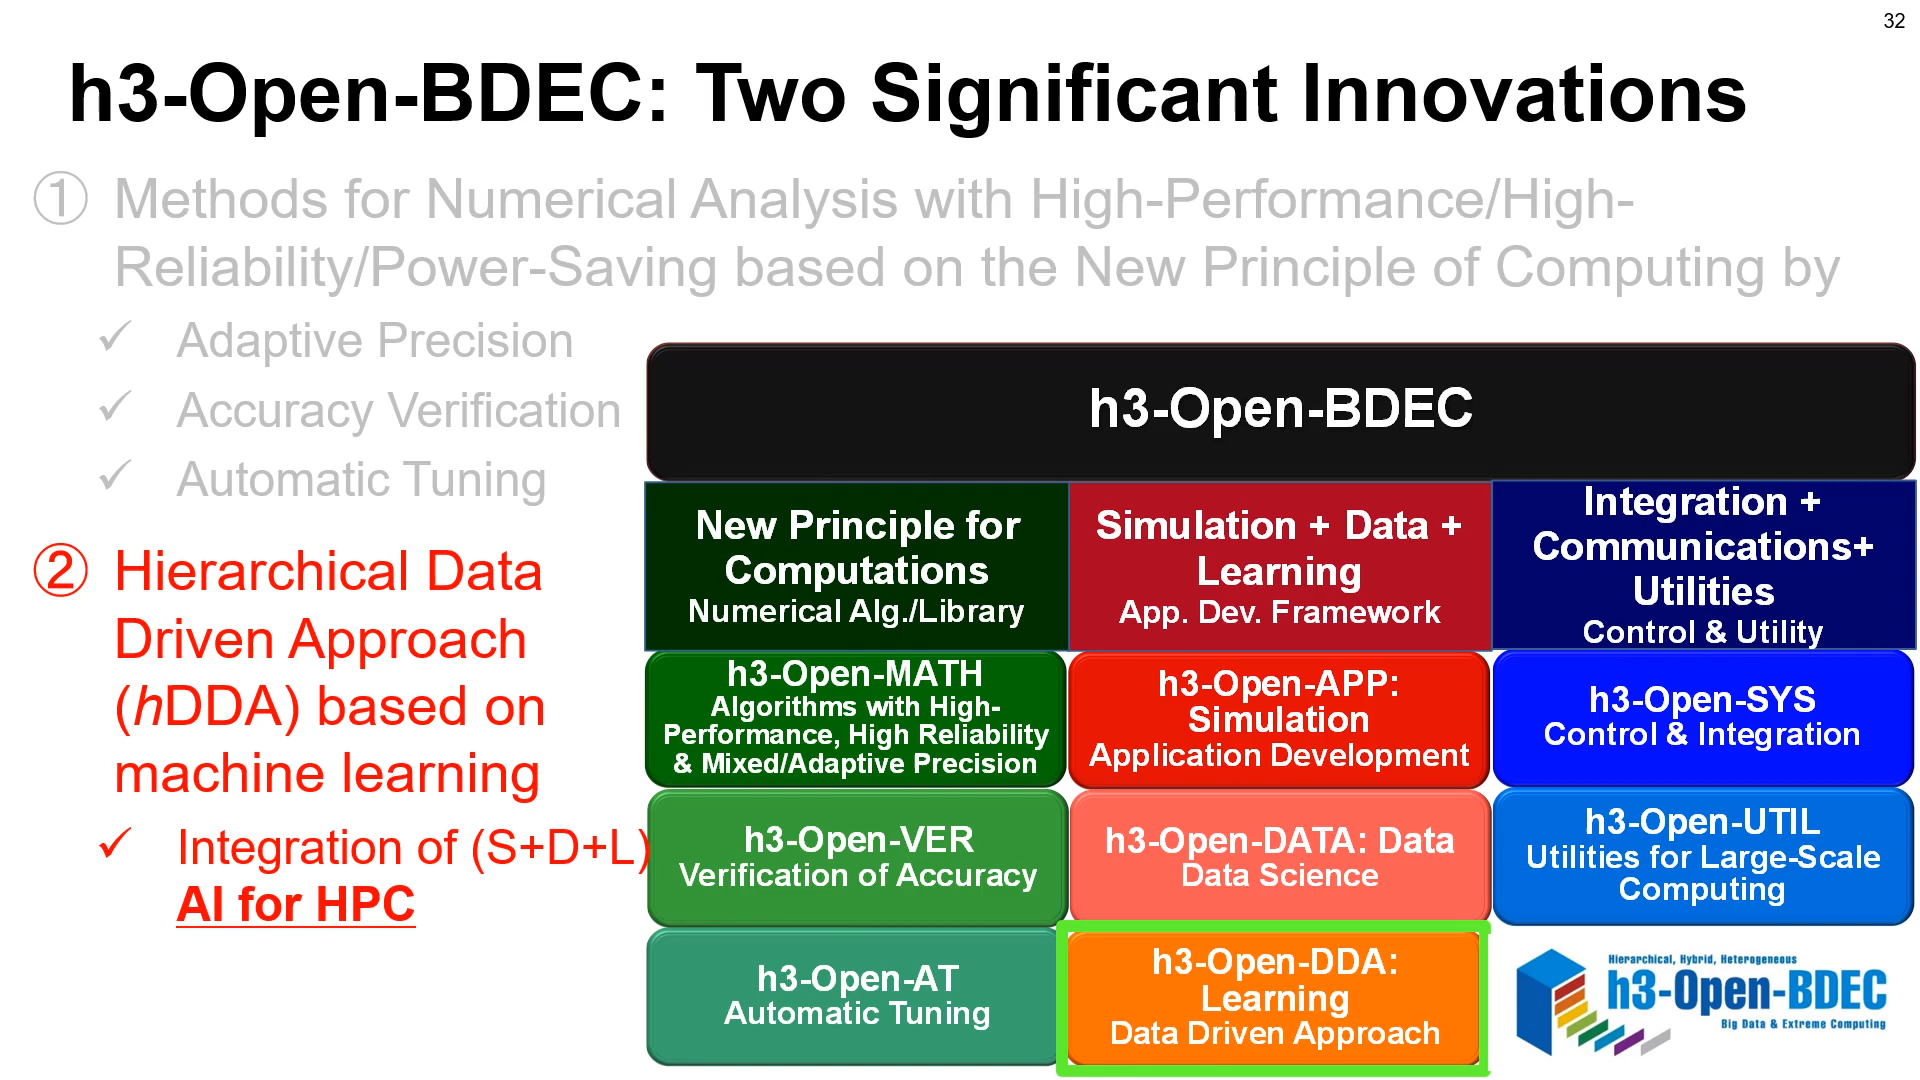 32
h3-Open-BDEC: Two Significant Innovations
① Methods for Numerical Analysis with High-Performance/High-
Reliability/Power-Saving based on the New Principle of Computing by
✓ Adaptive Precision
✓ Accuracy Verification
✓ Automatic Tuning
② Hierarchical Data
Driven Approach
(hDDA) based on
machine learning
✓ Integration of (S+D+L)
AI for HPC
h3-Open-BDEC
New Principle for
Computations
Numerical Alg./Library
Simulation + Data +
Learning
App. Dev. Framework
Integration +
Communications+
Utilities
Control & Utility
h3-Open-MATH
Algorithms with High-
Performance, High Reliability
& Mixed/Adaptive Precision
h3-Open-APP:
Simulation
Application Development
h3-Open-SYS
Control & Integration
h3-Open-VER
Verification of Accuracy
h3-Open-DATA: Data
Data Science
h3-Open-UTIL
Utilities for Large-Scale
Computing
h3-Open-AT
Automatic Tuning
h3-Open-DDA:
Learning
Data Driven Approach
Hierarchical, Hybrid, Heterogeneous
h3-Open-BDEC
Big Data & Extreme Computing